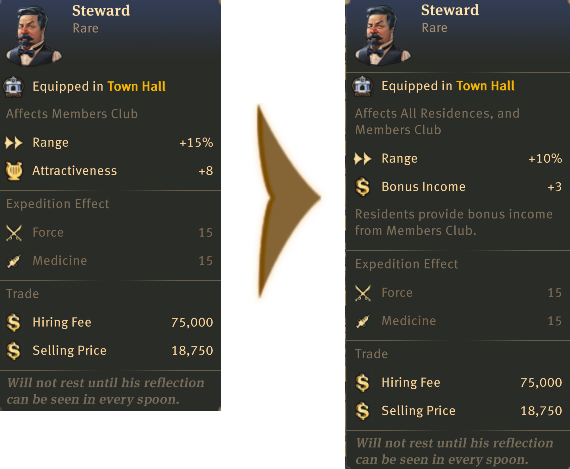 Steward
Rare
Equipped in Town Hall
Affects Members Club
Range +15%
Attractiveness +8
Expedition Effect
Force 15
Medicine 15
Trade
Hiring Fee 75,000
Selling Price 18,750
Will not rest until his reflection
can be seen in every spoon.
Steward
Rare
Equipped in Town Hall
Affects All Residences, and
Members Club
Range +10%
Bonus Income +3
Residents provide bonus income
from Members Club.
Expedition Effect
Force 15
Medicine 15
Trade
Hiring Fee 75,000
Selling Price 18,750
Will not rest until his reflection
can be seen in every spoon.